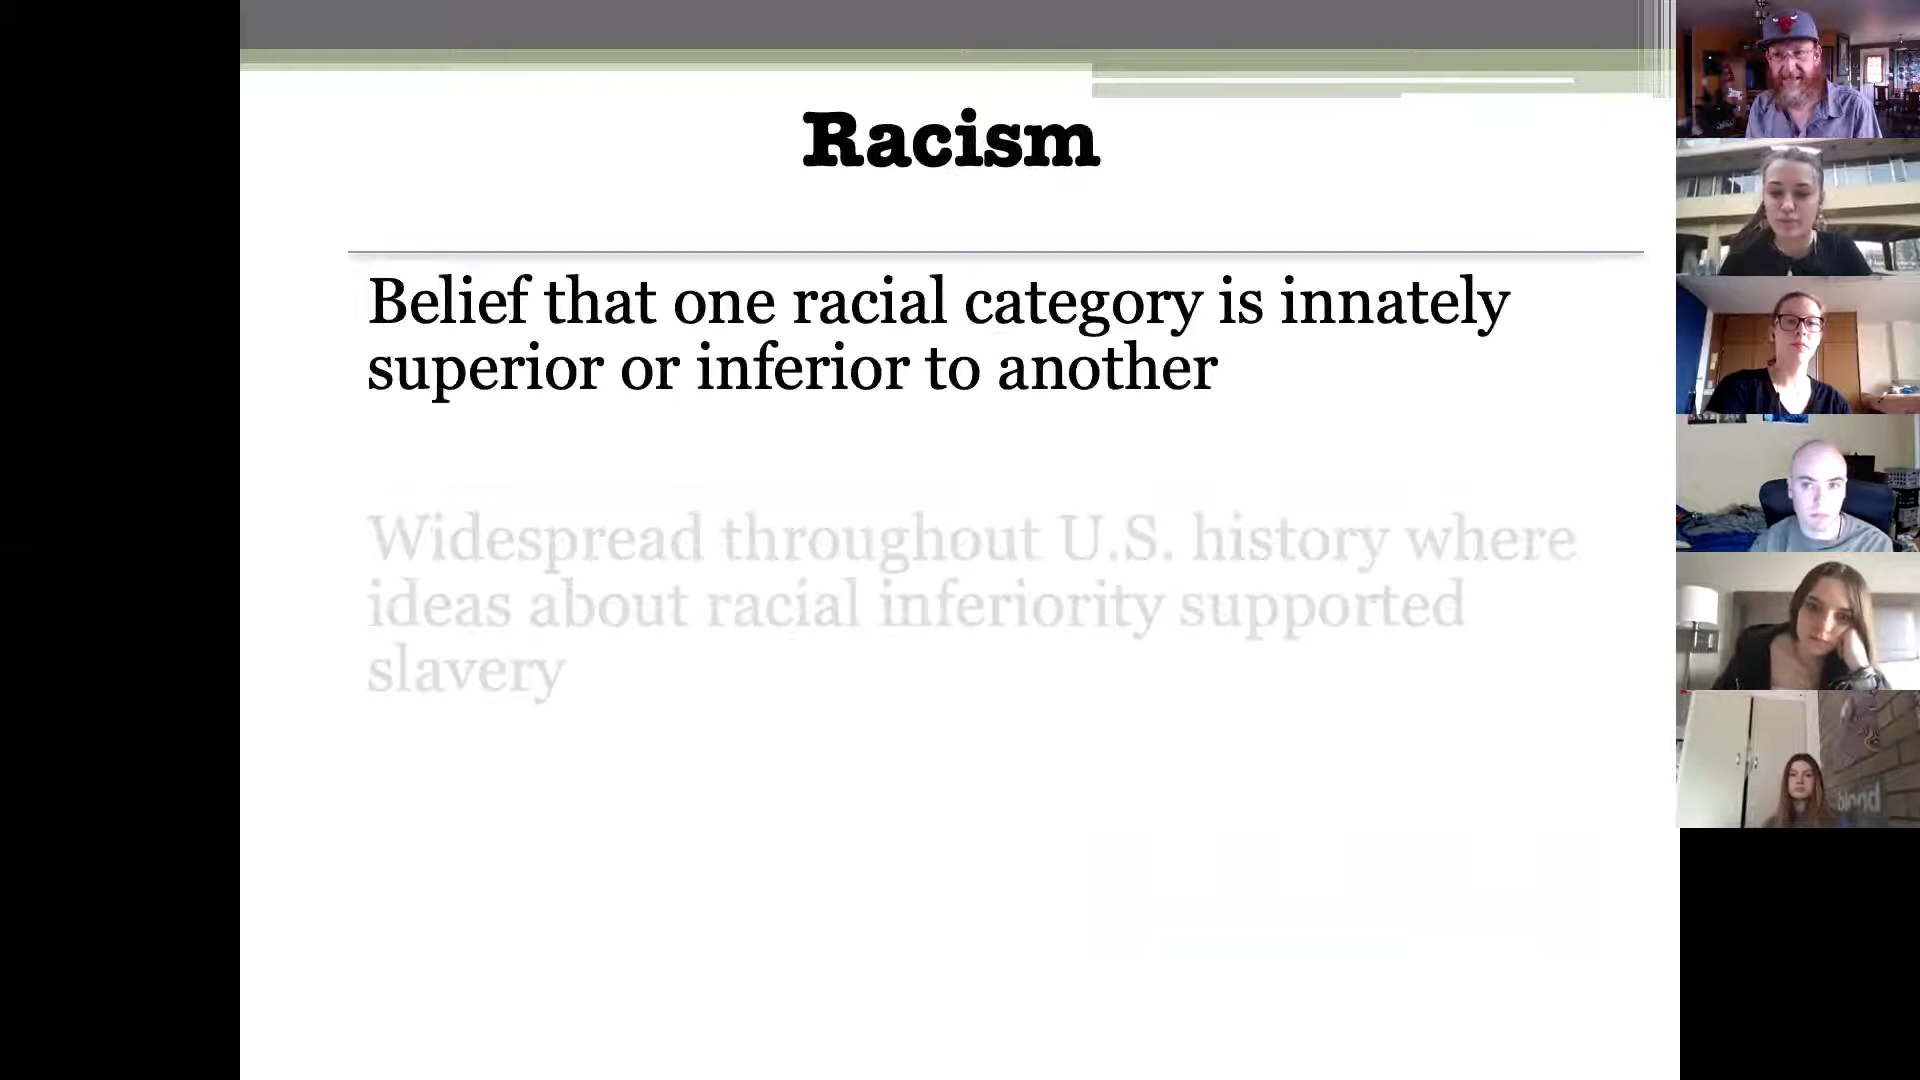 Racism
Belief that one racial category is innately
superior or inferior to another
Widespread throughout U.S. history where
ideas about racial inferiority supported
slavery
blond